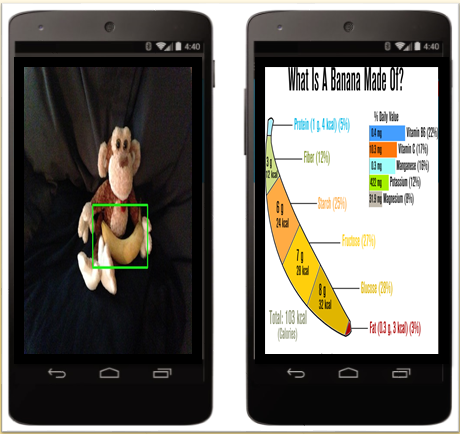 4:40
4:40
What Is A Banana Made Of?
% Daily Value
Protein (1 g, 4 kcal) (5%)
0.4 mg Vitamin B6 (22%)
10.3 mg Vitamin C (17%)
3 g Fiber (12%)
12 kcal
0.3 mg Manganese (16%)
422 mg Potassium (12%)
31.9 mg Magnesium (8%)
6 g Starch (25%)
24 kcal
Fructose (27%)
7 g
28 kcal
8 g Glucose (28%)
32 kcal
Total: 103 kcal
(Calories)
Fat (0.3 g, 3 kcal) (3%)